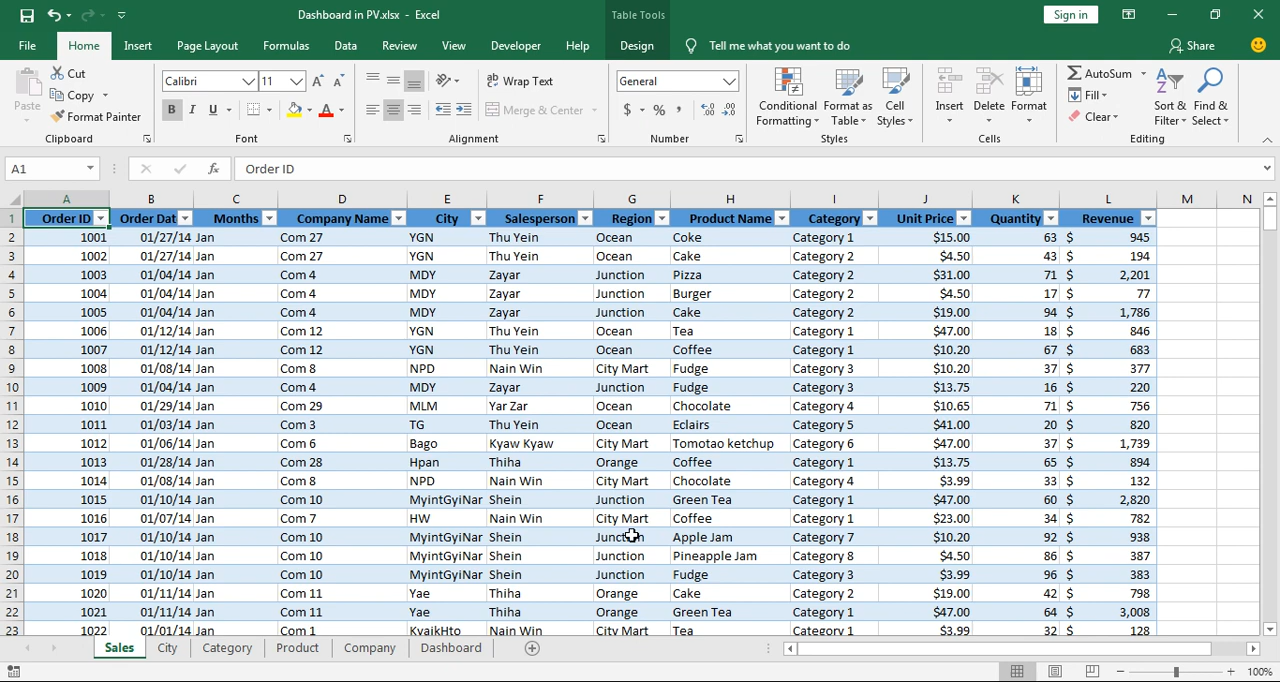 Dashboard in PV.xlsx - Excel
Table Tools
Sign in
File Home Insert Page Layout Formulas Data Review View Developer Help Design Tell me what you want to do Share
Paste
Cut
Copy
Format Painter
Clipboard
Calibri 11
B I U A
Font
Wrap Text
Merge & Center
Alignment
General
$ % ,
Number
Conditional Formatting
Format as Table
Cell Styles
Styles
Insert Delete Format
Cells
AutoSum
Fill
Clear
Sort & Filter
Find & Select
Editing
A1 fx Order ID
A B C D E F G H I J K L M N
1 Order ID Order Dat Months Company Name City Salesperson Region Product Name Category Unit Price Quantity Revenue
2 1001 01/27/14 Jan Com 27 YGN Thu Yein Ocean Coke Category 1 $15.00 63 $ 945
3 1002 01/27/14 Jan Com 27 YGN Thu Yein Ocean Cake Category 2 $4.50 43 $ 194
4 1003 01/04/14 Jan Com 4 MDY Zayar Junction Pizza Category 2 $31.00 71 $ 2,201
5 1004 01/04/14 Jan Com 4 MDY Zayar Junction Burger Category 2 $4.50 17 $ 77
6 1005 01/04/14 Jan Com 4 MDY Zayar Junction Cake Category 2 $19.00 94 $ 1,786
7 1006 01/12/14 Jan Com 12 YGN Thu Yein Ocean Tea Category 1 $47.00 18 $ 846
8 1007 01/12/14 Jan Com 12 YGN Thu Yein Ocean Coffee Category 1 $10.20 67 $ 683
9 1008 01/08/14 Jan Com 8 NPD Nain Win City Mart Fudge Category 3 $10.20 37 $ 377
10 1009 01/08/14 Jan Com 4 MDY Zayar Junction Fudge Category 3 $13.75 16 $ 220
11 1010 01/29/14 Jan Com 29 MLM Yar Zar Ocean Chocolate Category 4 $10.65 71 $ 756
12 1011 01/03/14 Jan Com 3 TG Thu Yein Ocean Eclairs Category 5 $41.00 20 $ 820
13 1012 01/06/14 Jan Com 6 Bago Kyaw Kyaw City Mart Tomotao ketchup Category 6 $47.00 37 $ 1,739
14 1013 01/28/14 Jan Com 28 Hpan Thiha Orange Coffee Category 1 $13.75 65 $ 894
15 1014 01/08/14 Jan Com 8 NPD Nain Win City Mart Chocolate Category 4 $3.99 33 $ 132
16 1015 01/10/14 Jan Com 10 MyintGyiNar Shein Junction Green Tea Category 1 $47.00 60 $ 2,820
17 1016 01/07/14 Jan Com 7 HW Nain Win City Mart Coffee Category 1 $23.00 34 $ 782
18 1017 01/10/14 Jan Com 10 MyintGyiNar Shein Junction Apple Jam Category 7 $10.20 92 $ 938
19 1018 01/10/14 Jan Com 10 MyintGyiNar Shein Junction Pineapple Jam Category 8 $4.50 86 $ 387
20 1019 01/10/14 Jan Com 10 MyintGyiNar Shein Junction Fudge Category 3 $3.99 96 $ 383
21 1020 01/11/14 Jan Com 11 Yae Thiha Orange Cake Category 2 $19.00 42 $ 798
22 1021 01/11/14 Jan Com 11 Yae Thiha Orange Green Tea Category 1 $47.00 64 $ 3,008
23 1022 01/01/14 Jan Com 1 KyaikHto Nain Win City Mart Tea Category 1 $3.99 32 $ 128
Sales City Category Product Company Dashboard
100%